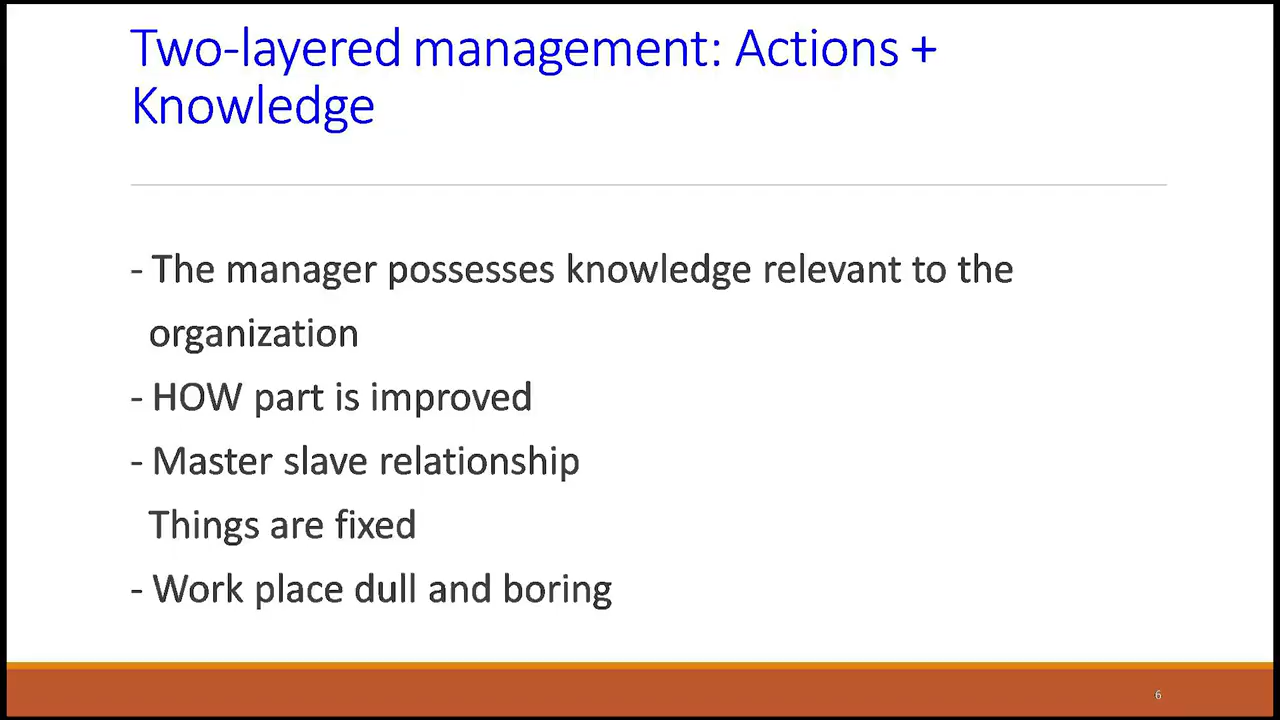 Two-layered management: Actions +
Knowledge
- The manager possesses knowledge relevant to the
organization
- HOW part is improved
- Master slave relationship
Things are fixed
- Work place dull and boring
6